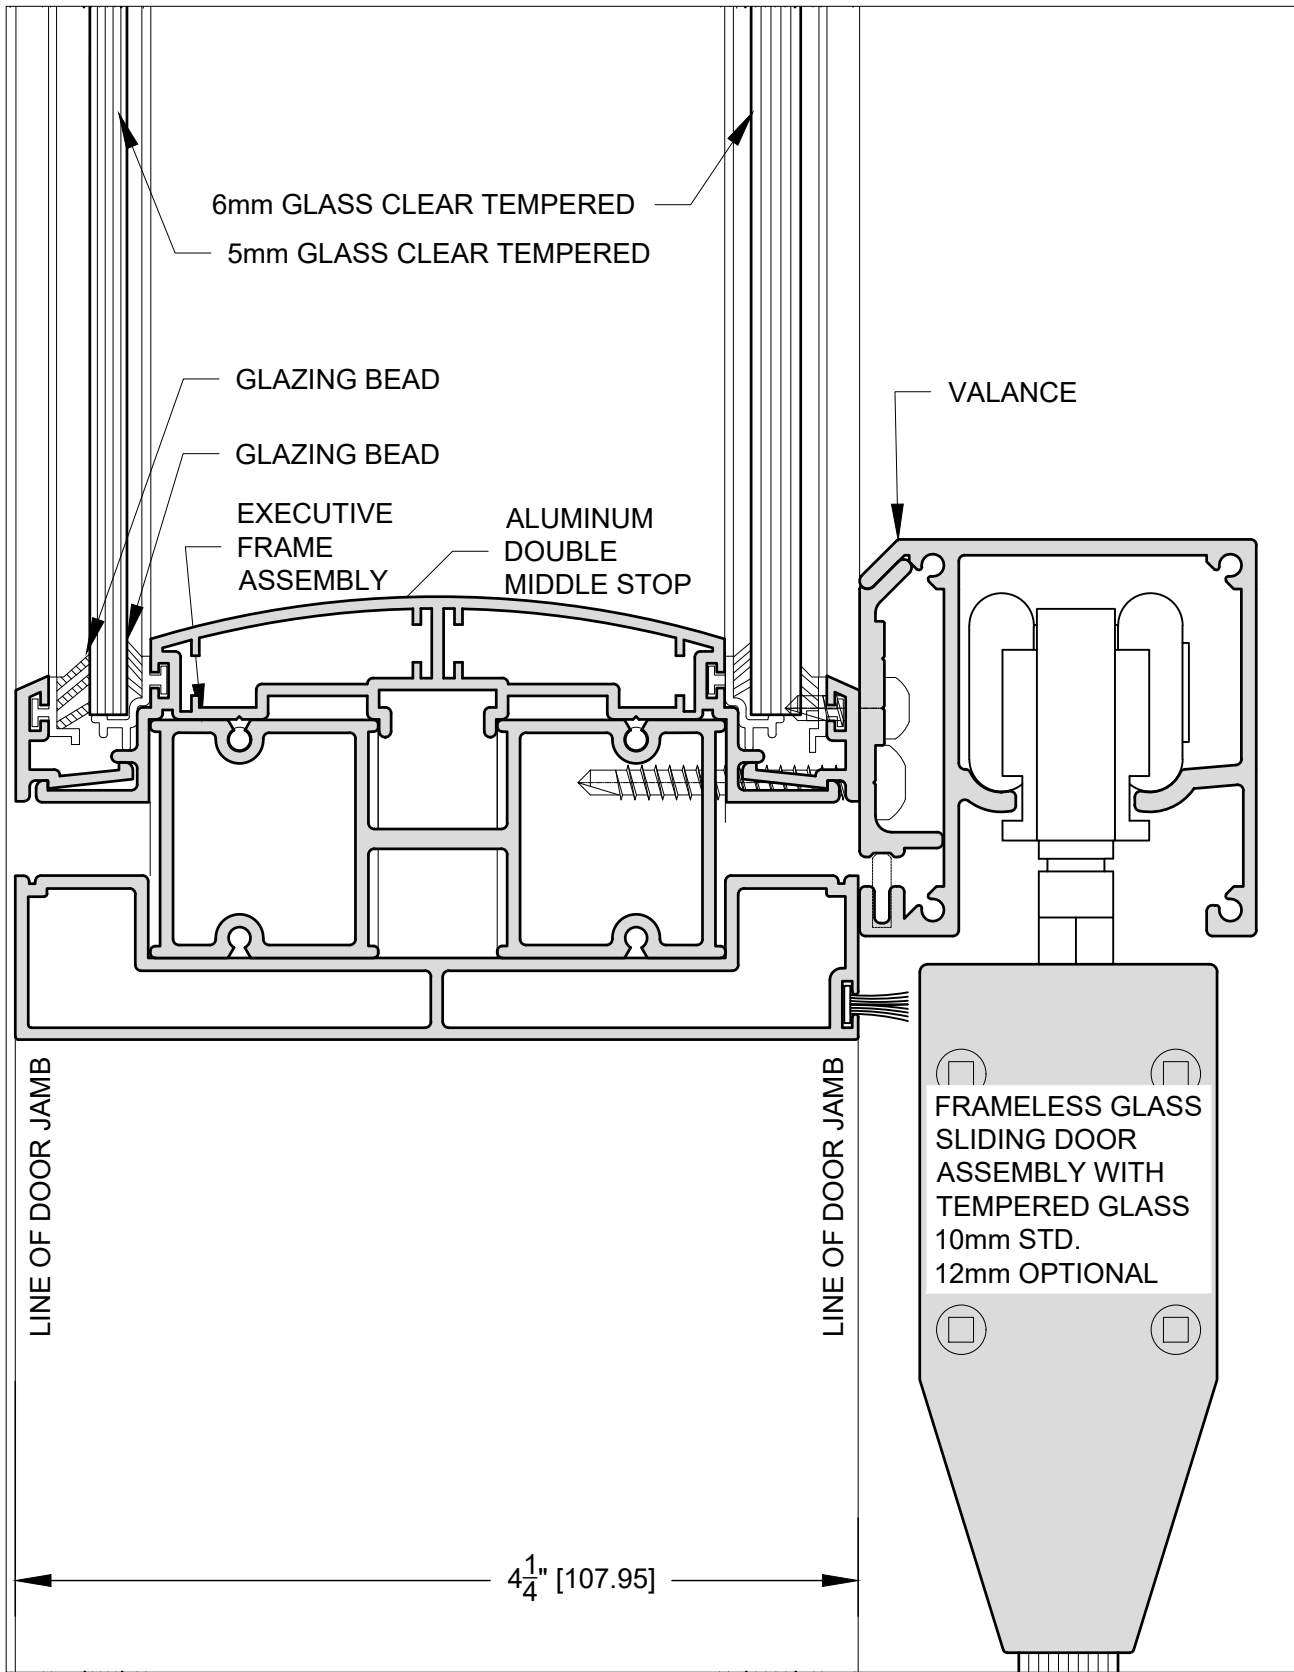 6mm GLASS CLEAR TEMPERED
5mm GLASS CLEAR TEMPERED
GLAZING BEAD
VALANCE
GLAZING BEAD
EXECUTIVE
FRAME
ASSEMBLY
ALUMINUM
DOUBLE
MIDDLE STOP
LINE OF DOOR JAMB
LINE OF DOOR JAMB
FRAMELESS GLASS
SLIDING DOOR
ASSEMBLY WITH
TEMPERED GLASS
10mm STD.
12mm OPTIONAL
4 1/4" [107.95]